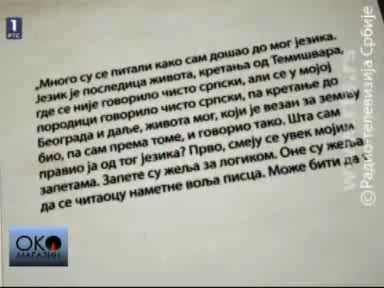 1
РТС
„Много су се питали како сам дошао до мог језика.
Језик је последица живота, кретања од Темишвара,
где се није говорило чисто српски, али се у мојој
породици говорило чисто српски, па кретање до
Београда и даље, живота мог, који је везан за земљу
био, па сам према томе, и говорио тако. Шта сам
правио ја од тог језика? Прво, смеју се увек мојим
запетама. Запете су жеља за логиком. Оне су жеља
да се читаоцу наметне воља писца. Може бити да
ОКО
МАГАЗИН
© Радио-телевизија Србије